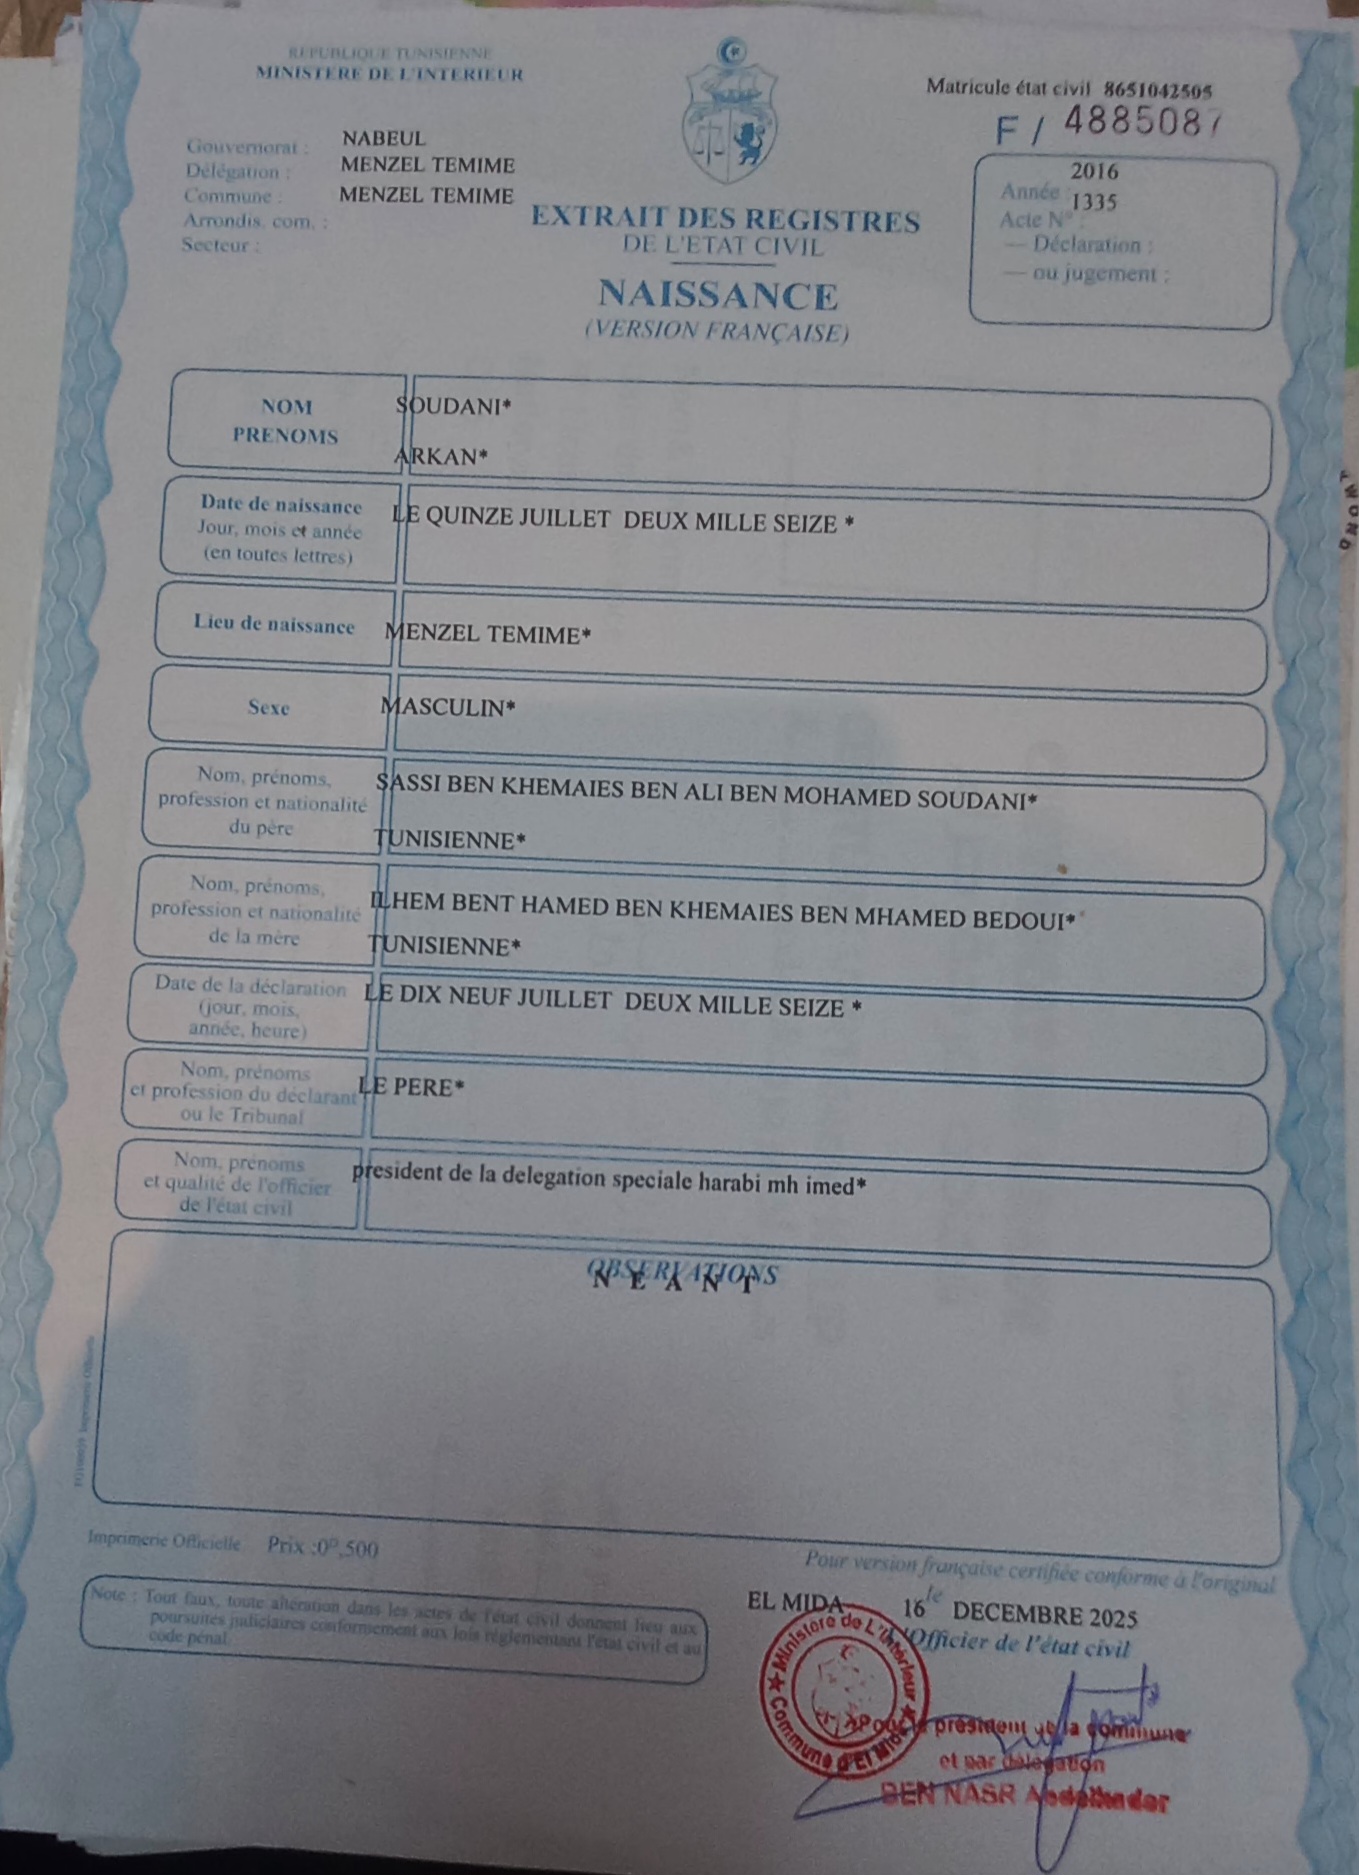 REPUBLIQUE TUNISIENNE
MINISTERE DE L'INTERIEUR
Matricule état civil 8651042505
F / 4885087
Gouvernorat : NABEUL
Délégation : MENZEL TEMIME
Commune : MENZEL TEMIME
Arrondis. com. :
Secteur :
2016
Année :
1335
Acte N° :
— Déclaration :
— ou jugement :
EXTRAIT DES REGISTRES
DE L'ETAT CIVIL
NAISSANCE
(VERSION FRANÇAISE)
NOM SOUDANI*
PRENOMS ARKAN*
Date de naissance
Jour, mois et année
(en toutes lettres)
LE QUINZE JUILLET DEUX MILLE SEIZE *
Lieu de naissance MENZEL TEMIME*
Sexe MASCULIN*
Nom, prénoms,
profession et nationalité
du père
SASSI BEN KHEMAIES BEN ALI BEN MOHAMED SOUDANI*
TUNISIENNE*
Nom, prénoms,
profession et nationalité
de la mère
ILHEM BENT HAMED BEN KHEMAIES BEN MHAMED BEDOUI*
TUNISIENNE*
Date de la déclaration
(jour, mois,
année, heure)
LE DIX NEUF JUILLET DEUX MILLE SEIZE *
Nom, prénoms
et profession du déclarant
ou le Tribunal
LE PERE*
Nom, prénoms
et qualité de l'officier
de l'état civil
president de la delegation speciale harabi mh imed*
OBSERVATIONS
N E A N T
Imprimerie Officielle Prix :0ᴰ,500
Note : Tout faux, toute altération dans les actes de l'état civil donnent lieu aux
poursuites judiciaires conformement aux lois réglementant l'état civil et au
code pénal.
Pour version française certifiée conforme à l'original
EL MIDA le 16 DECEMBRE 2025
L'Officier de l'état civil
Ministère de L'Intérieur
Commune d'El Mida
Pour le président de la commune
et par délégation
BEN NASR